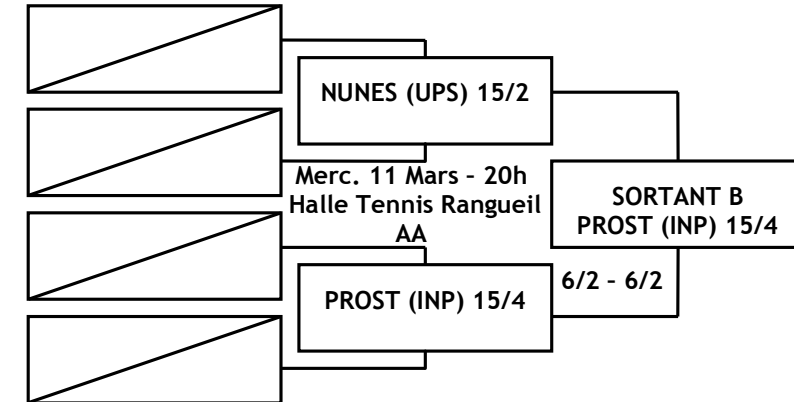 NUNES (UPS) 15/2
Merc. 11 Mars - 20h
Halle Tennis Rangueil
AA
SORTANT B
PROST (INP) 15/4
6/2 - 6/2
PROST (INP) 15/4